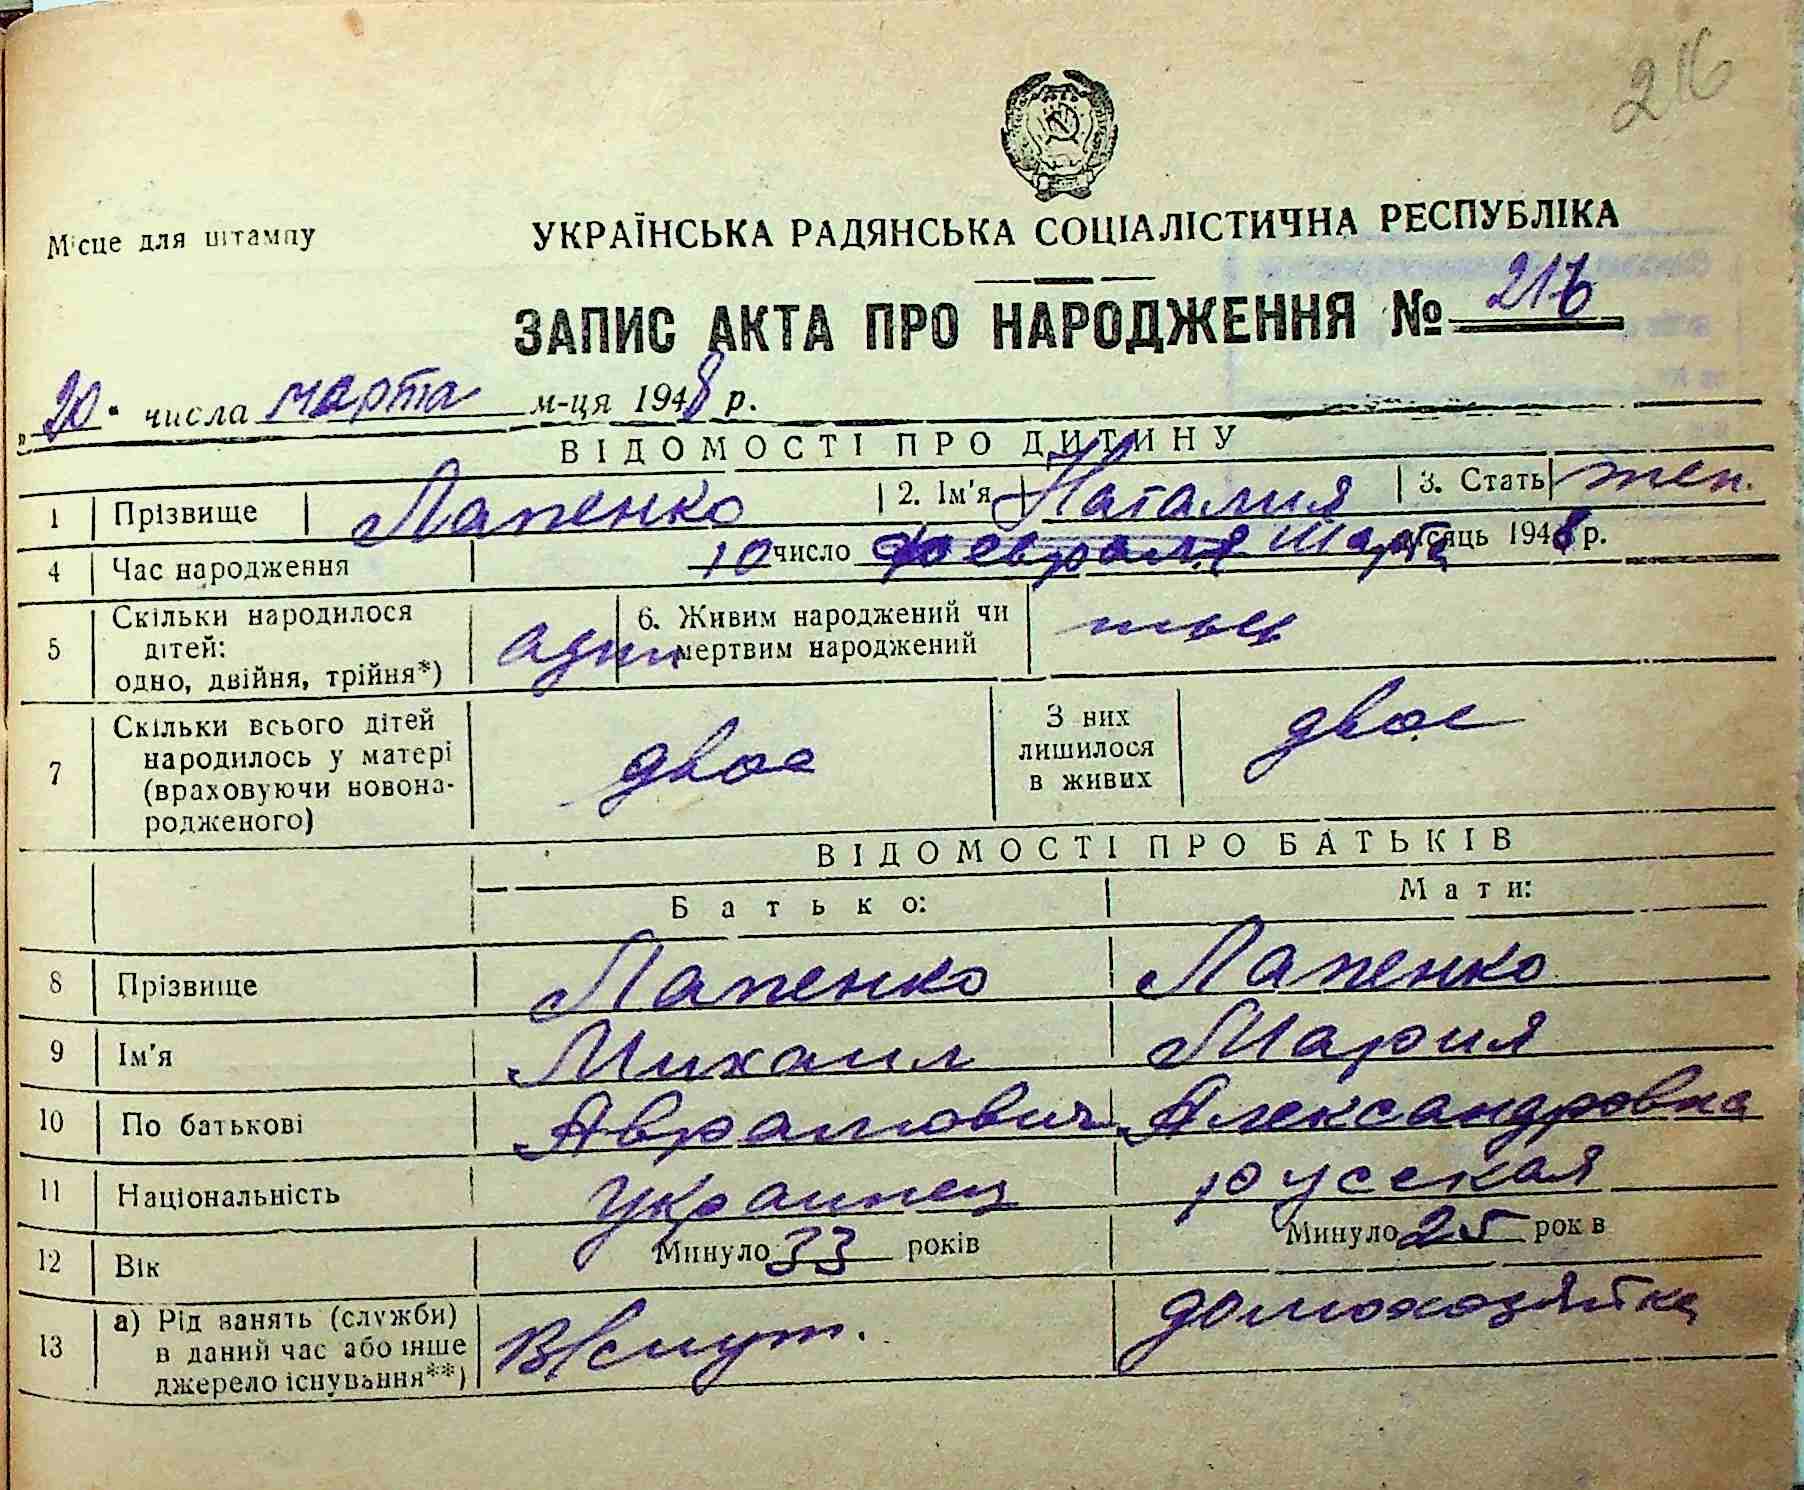 216
Місце для штампу
УКРАЇНСЬКА РАДЯНСЬКА СОЦІАЛІСТИЧНА РЕСПУБЛІКА
ЗАПИС АКТА ПРО НАРОДЖЕННЯ № 216
„20" числа марта м-ця 1948 р.
ВІДОМОСТІ ПРО ДИТИНУ
1 Прізвище Лапенко 2. Ім'я Наталия 3. Стать жен.
4 Час народження 10 число февраля Марта місяць 1948 р.
5 Скільки народилося
дітей:
одно, двійня, трійня*)
один
6. Живим народжений чи
мертвим народжений
7 Скільки всього дітей
народилось у матері
(враховуючи новона-
родженого)
двое
З них
лишилося
в живих
двое
ВІДОМОСТІ ПРО БАТЬКІВ
Батько: Мати:
8 Прізвище Лапенко Лапенко
9 Ім'я Михаил Мария
10 По батькові Аврамович Александровна
11 Національність украинец русская
12 Вік Минуло 33 років Минуло 25 років
13 а) Рід занять (служби)
в даний час або інше
джерело існування**)
домохозяйка